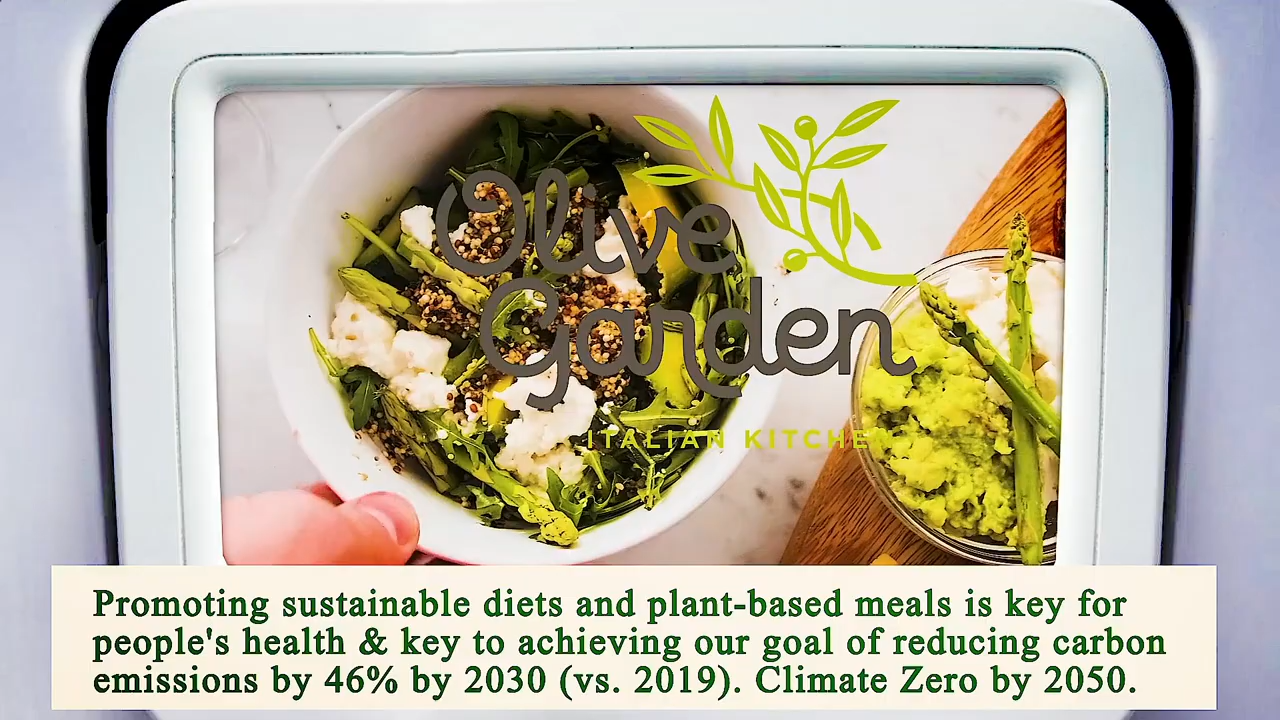 Olive
Garden
ITALIAN KITCHEN
Promoting sustainable diets and plant-based meals is key for
people's health & key to achieving our goal of reducing carbon
emissions by 46% by 2030 (vs. 2019). Climate Zero by 2050.